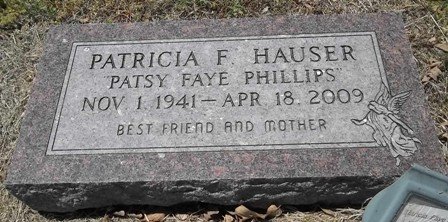 PATRICIA F. HAUSER
"PATSY FAYE PHILLIPS"
NOV. 1. 1941 — APR. 18. 2009
BEST FRIEND AND MOTHER